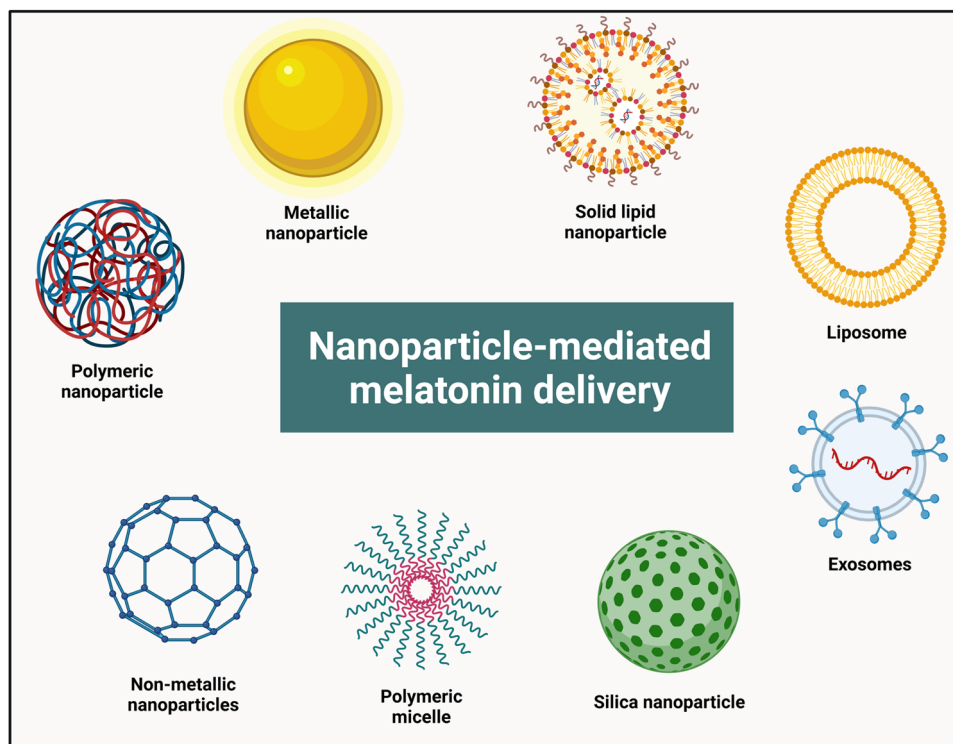 Metallic
nanoparticle
Solid lipid
nanoparticle
Liposome
Polymeric
nanoparticle
Nanoparticle-mediated
melatonin delivery
Exosomes
Non-metallic
nanoparticles
Polymeric
micelle
Silica nanoparticle